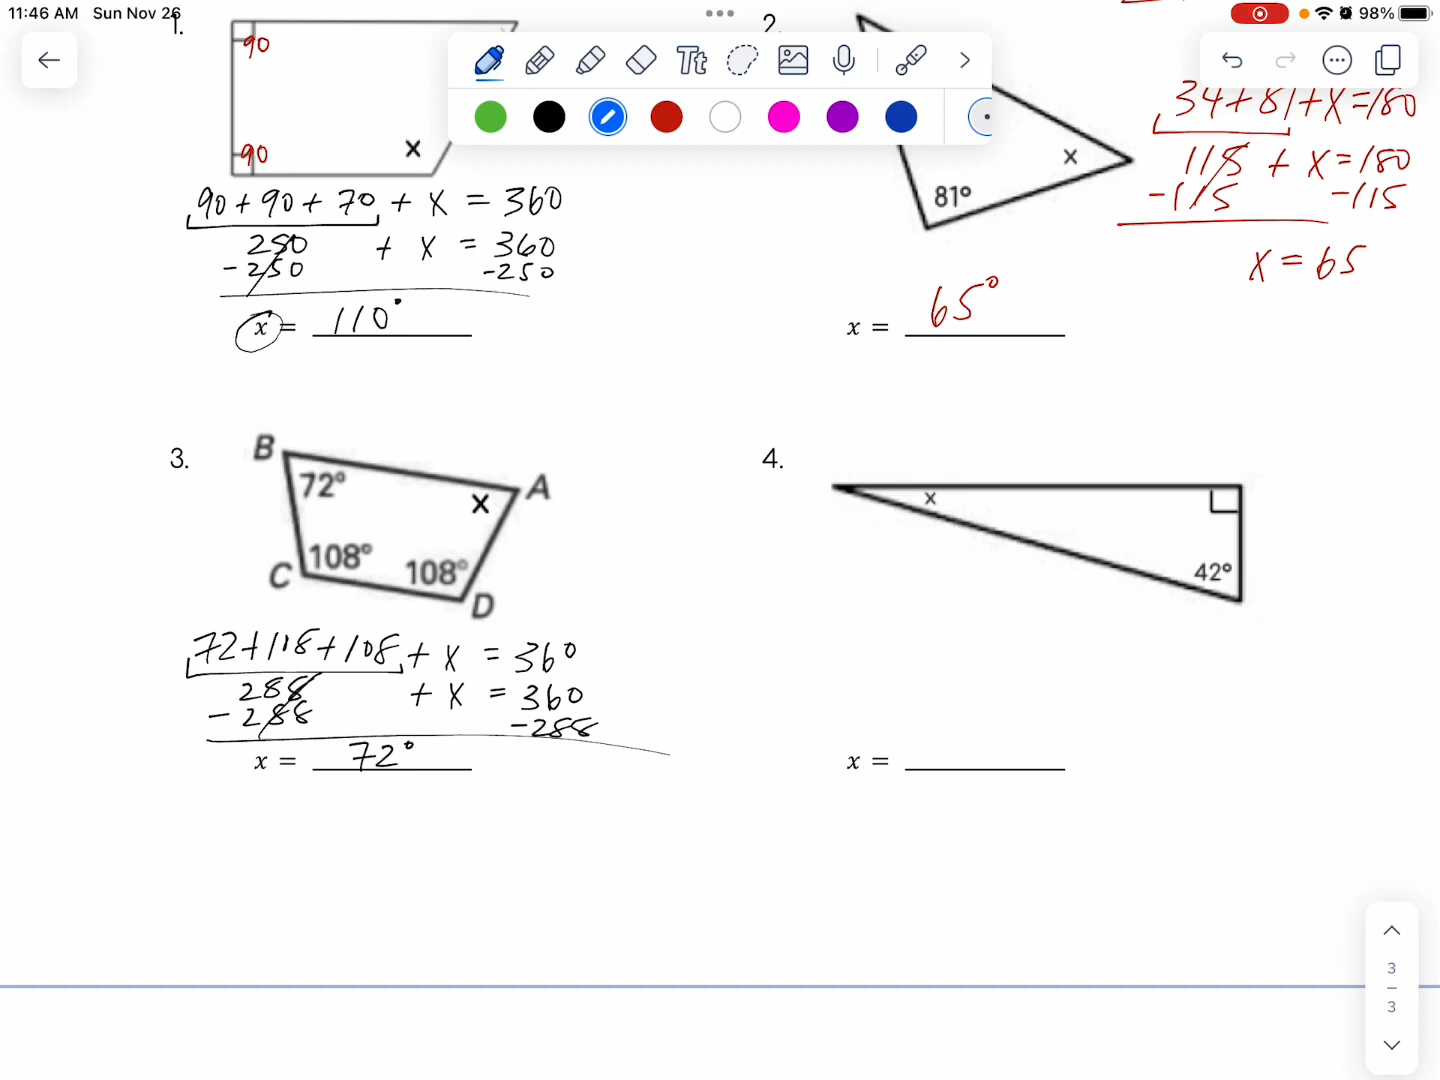 11:46 AM Sun Nov 26
98%
1.
90
90
x
90 + 90 + 70 + x = 360
250 + x = 360
-250 -250
x = 110°
2.
Tt
x
81°
34 + 81 + x = 180
115 + x = 180
-115 -115
x = 65
x = 65°
3.
B
72°
x
A
C
108°
108°
D
72 + 108 + 108 + x = 360
288 + x = 360
-288 -288
x = 72°
4.
x
42°
x =
3
3